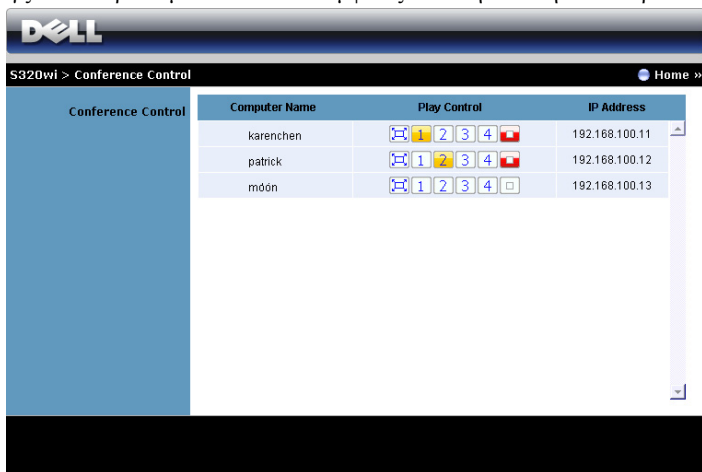 DELL
S320wi > Conference Control
Home »
Conference Control
Computer Name Play Control IP Address
karenchen 1 2 3 4 192.168.100.11
patrick 1 2 3 4 192.168.100.12
móón 1 2 3 4 192.168.100.13